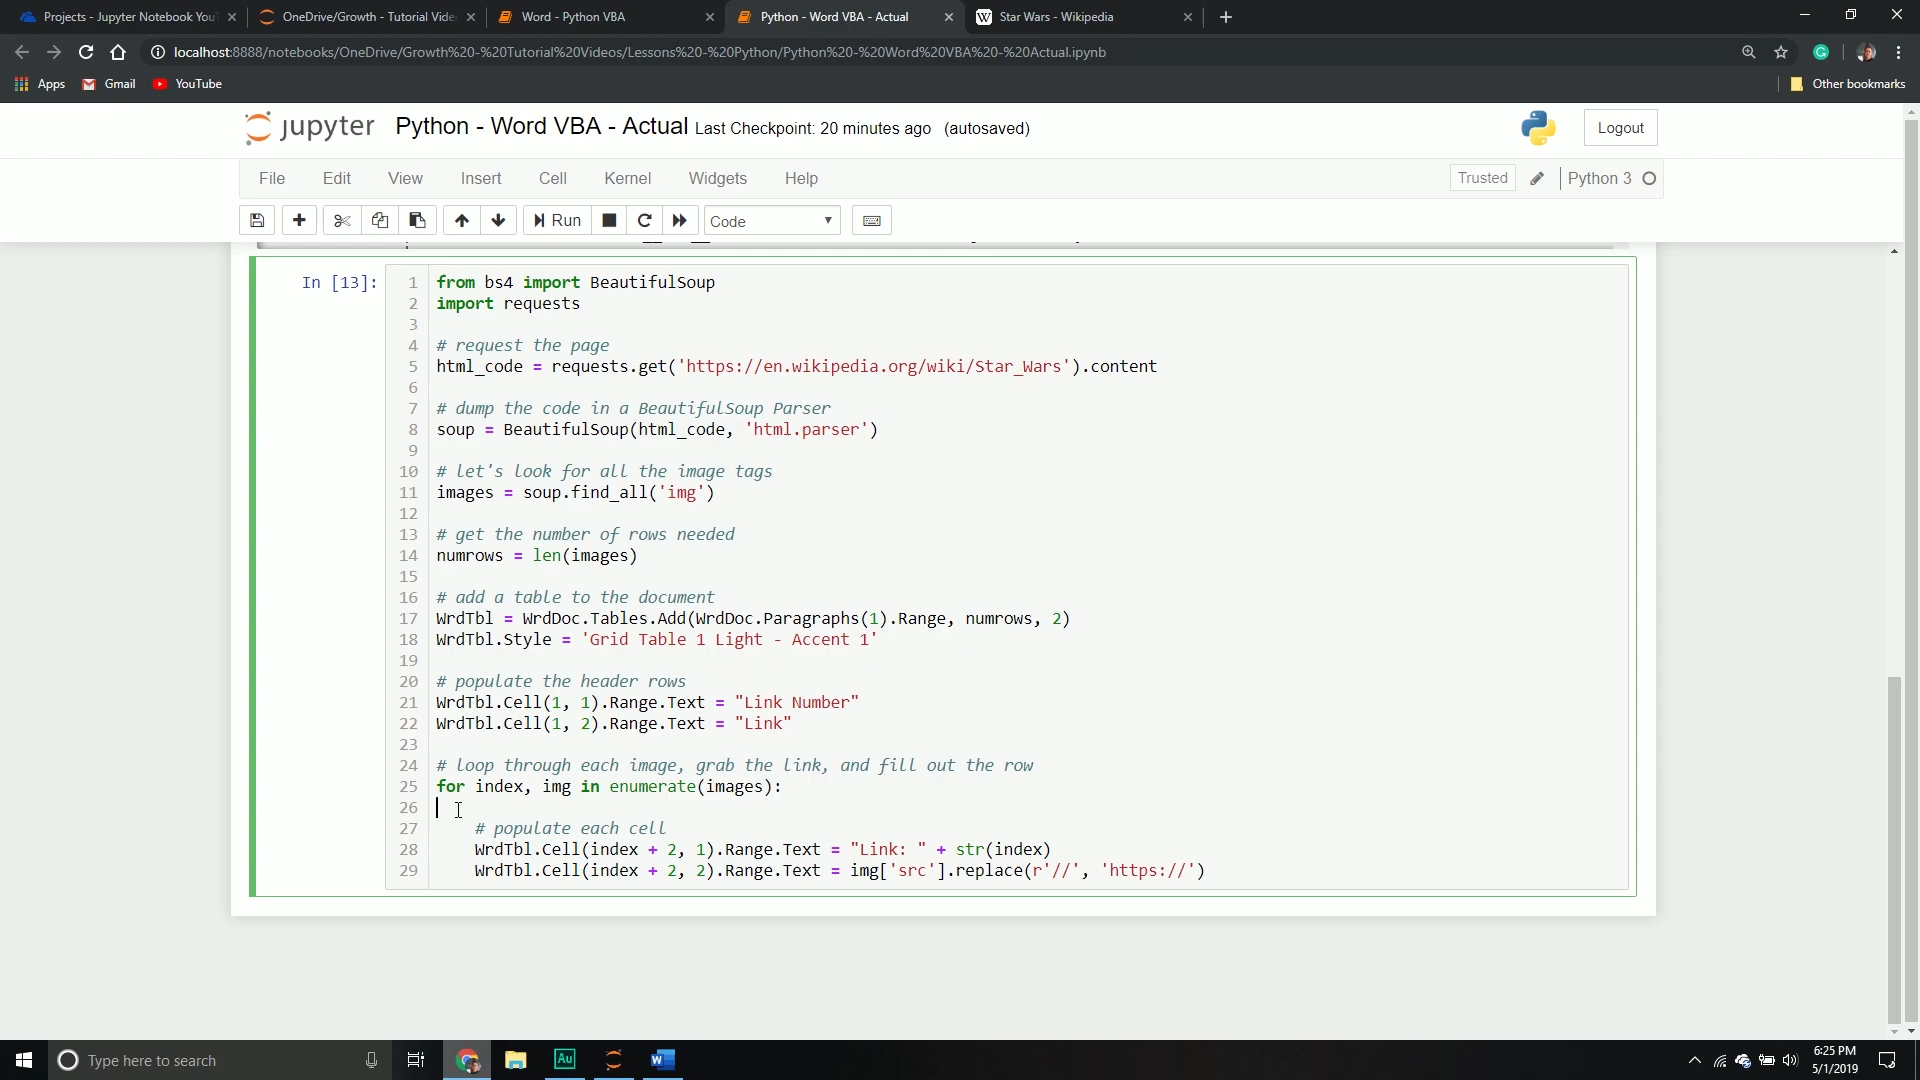 Projects - Jupyter Notebook You
OneDrive/Growth - Tutorial Vide
Word - Python VBA
Python - Word VBA - Actual
Star Wars - Wikipedia
localhost:8888/notebooks/OneDrive/Growth%20-%20Tutorial%20Videos/Lessons%20-%20Python/Python%20-%20Word%20VBA%20-%20Actual.ipynb
Apps
Gmail
YouTube
Other bookmarks
jupyter Python - Word VBA - Actual Last Checkpoint: 20 minutes ago (autosaved)
Logout
File Edit View Insert Cell Kernel Widgets Help
Trusted
Python 3
Run
Code
In [13]:
1 from bs4 import BeautifulSoup
2 import requests
3
4 # request the page
5 html_code = requests.get('https://en.wikipedia.org/wiki/Star_Wars').content
6
7 # dump the code in a BeautifulSoup Parser
8 soup = BeautifulSoup(html_code, 'html.parser')
9
10 # let's look for all the image tags
11 images = soup.find_all('img')
12
13 # get the number of rows needed
14 numrows = len(images)
15
16 # add a table to the document
17 WrdTbl = WrdDoc.Tables.Add(WrdDoc.Paragraphs(1).Range, numrows, 2)
18 WrdTbl.Style = 'Grid Table 1 Light - Accent 1'
19
20 # populate the header rows
21 WrdTbl.Cell(1, 1).Range.Text = "Link Number"
22 WrdTbl.Cell(1, 2).Range.Text = "Link"
23
24 # loop through each image, grab the link, and fill out the row
25 for index, img in enumerate(images):
26
27 # populate each cell
28 WrdTbl.Cell(index + 2, 1).Range.Text = "Link: " + str(index)
29 WrdTbl.Cell(index + 2, 2).Range.Text = img['src'].replace(r'//', 'https://')
Type here to search
Au
W
6:25 PM
5/1/2019